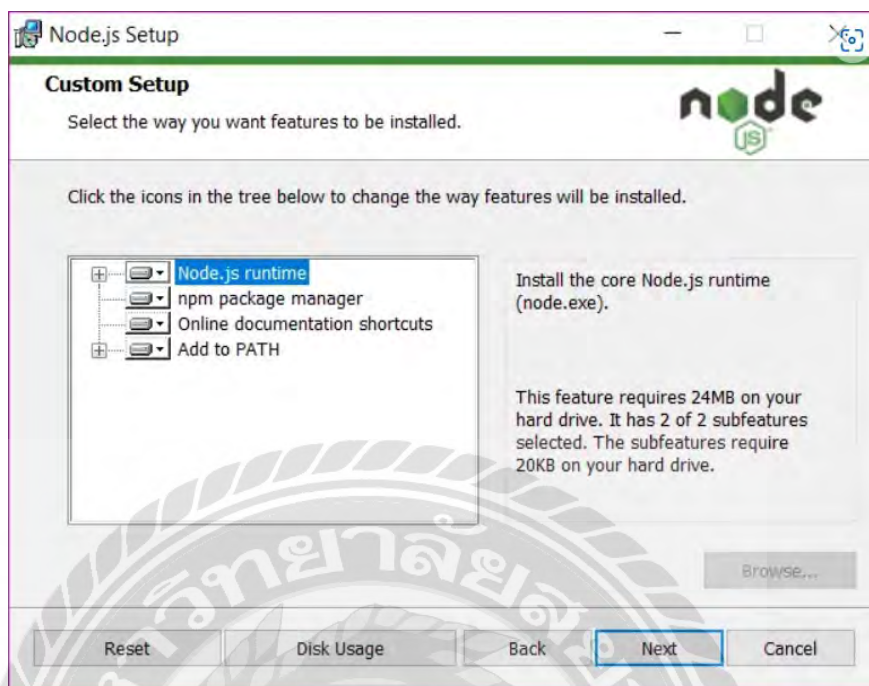 Node.js Setup
Custom Setup
Select the way you want features to be installed.
node
JS
Click the icons in the tree below to change the way features will be installed.
Node.js runtime
npm package manager
Online documentation shortcuts
Add to PATH
Install the core Node.js runtime
(node.exe).
This feature requires 24MB on your
hard drive. It has 2 of 2 subfeatures
selected. The subfeatures require
20KB on your hard drive.
Browse...
Reset
Disk Usage
Back
Next
Cancel